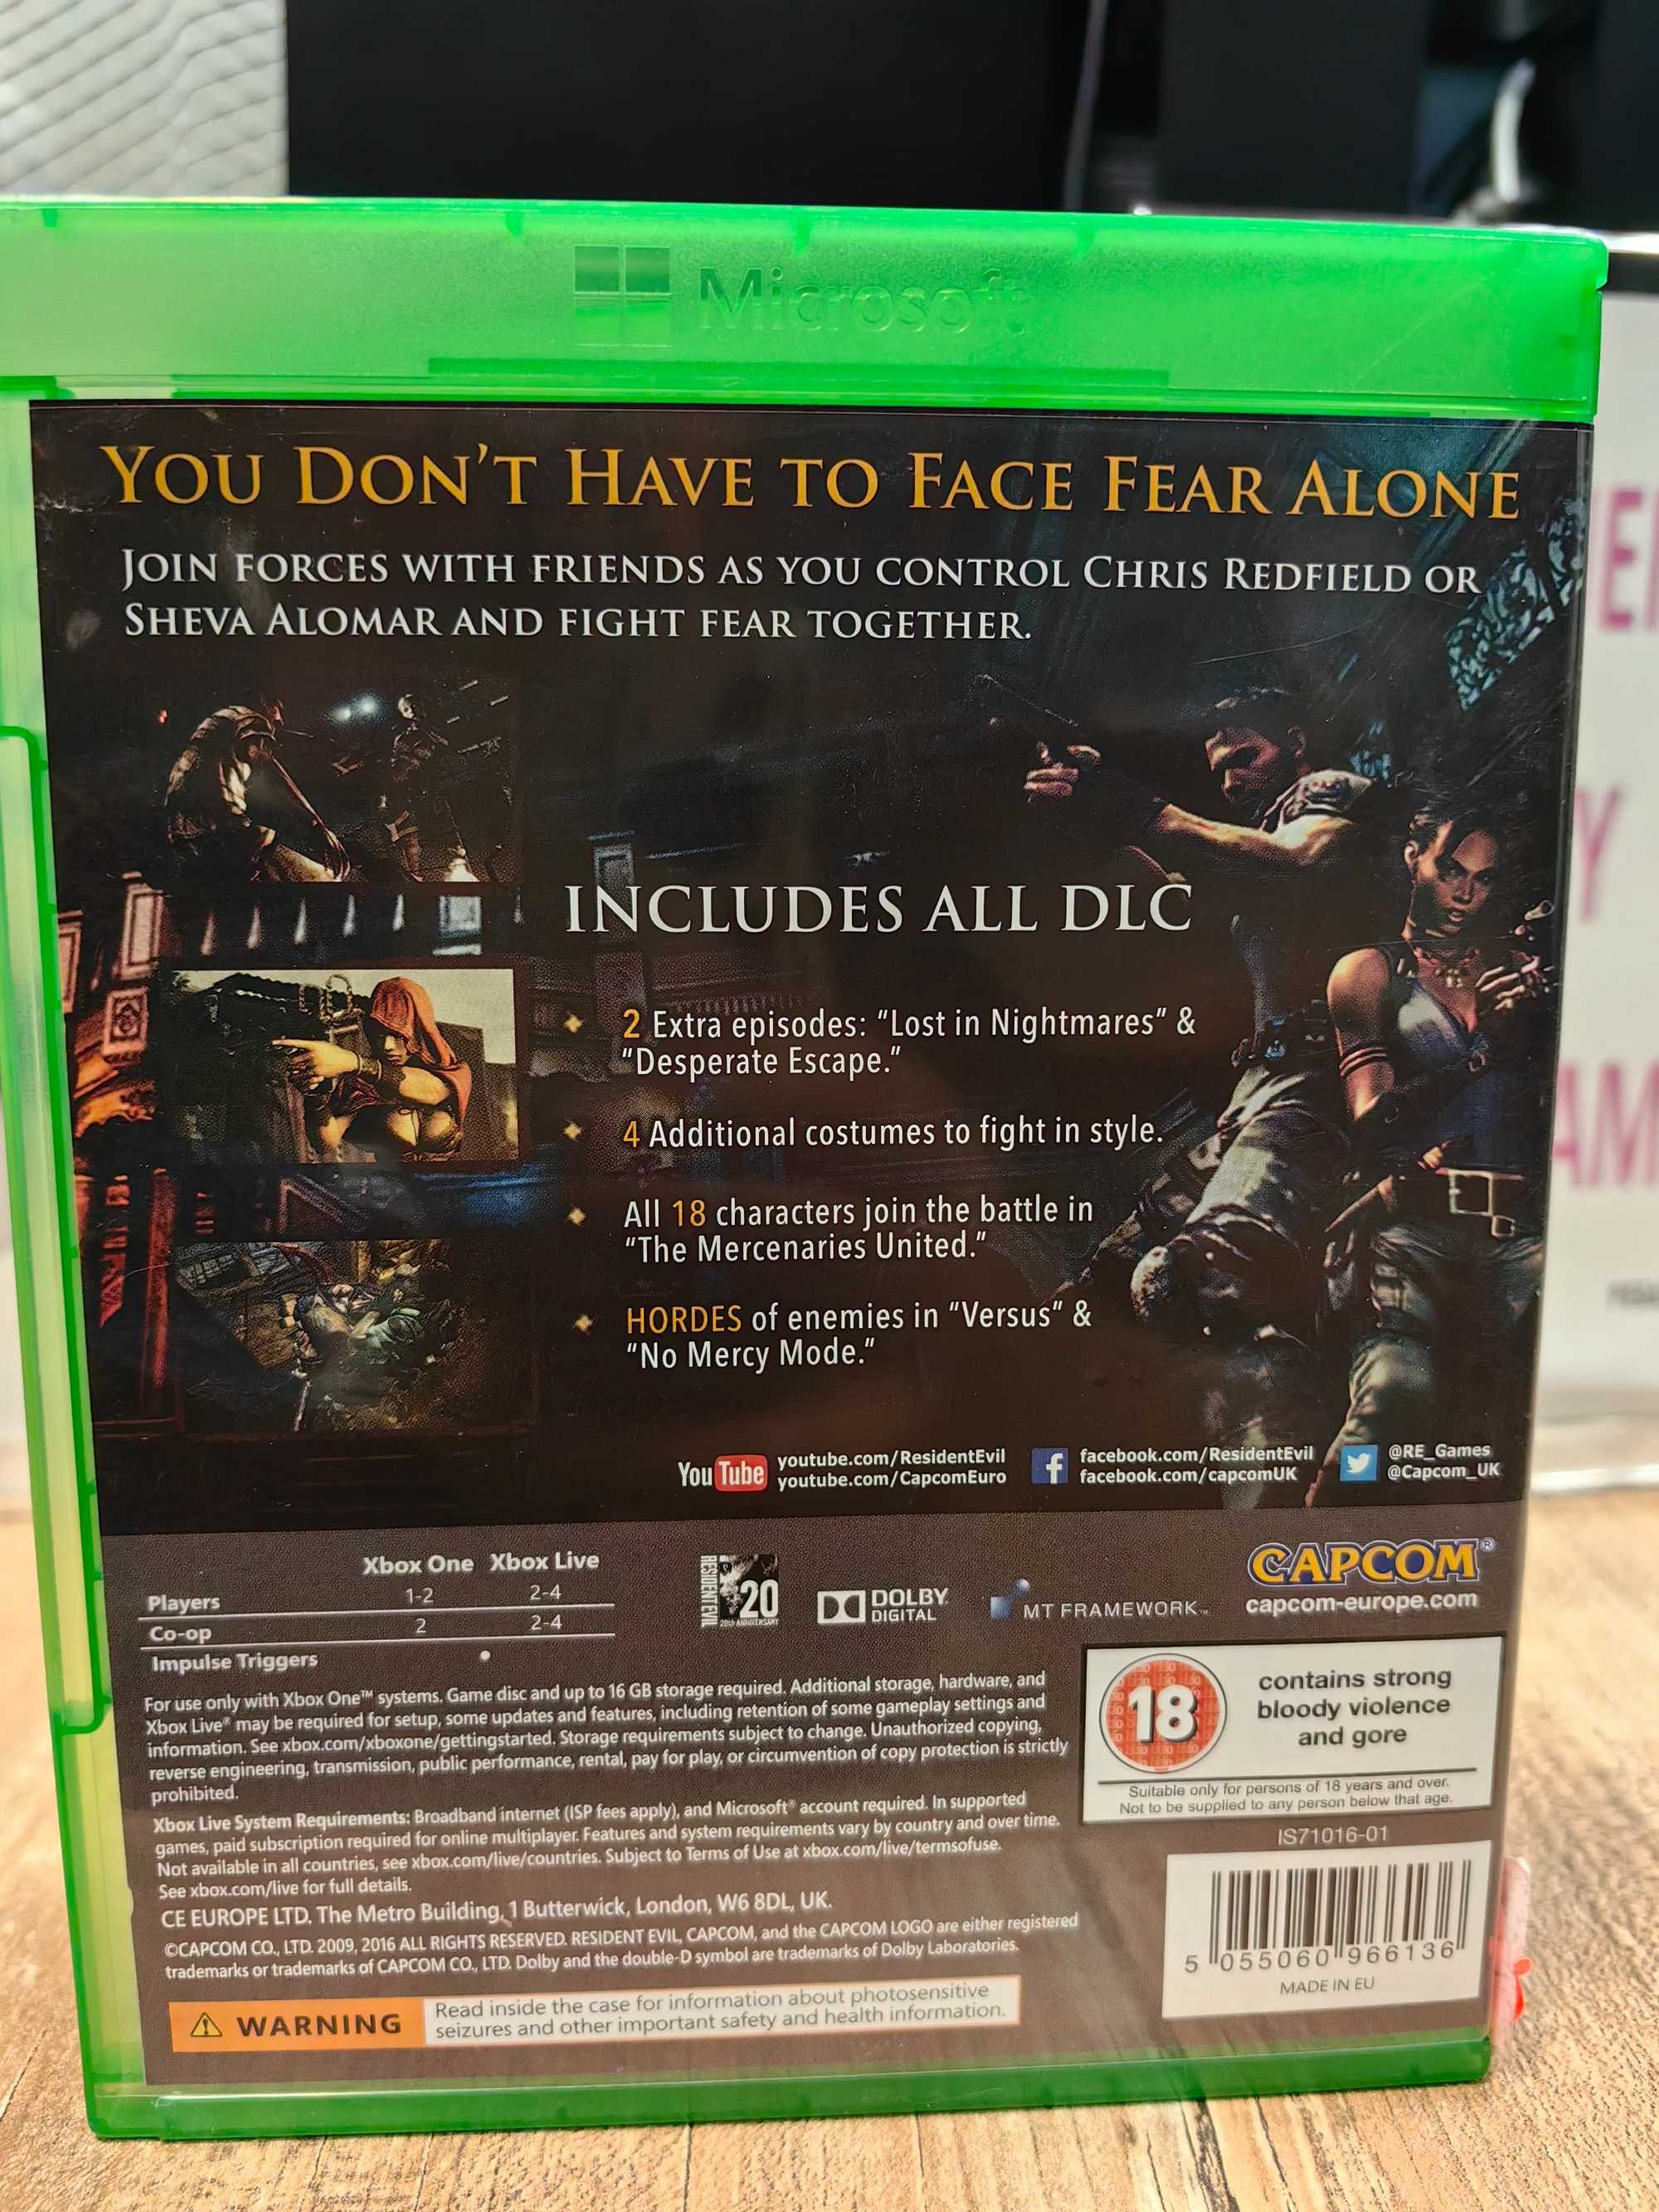 Microsoft
YOU DON'T HAVE TO FACE FEAR ALONE
JOIN FORCES WITH FRIENDS AS YOU CONTROL CHRIS REDFIELD OR
SHEVA ALOMAR AND FIGHT FEAR TOGETHER.
INCLUDES ALL DLC
2 Extra episodes: "Lost in Nightmares" &
"Desperate Escape."
4 Additional costumes to fight in style.
All 18 characters join the battle in
"The Mercenaries United."
HORDES of enemies in "Versus" &
"No Mercy Mode."
YouTube youtube.com/ResidentEvil
youtube.com/CapcomEuro
facebook.com/ResidentEvil
facebook.com/capcomUK
@RE_Games
@Capcom_UK
Xbox One Xbox Live
Players 1-2 2-4
Co-op 2 2-4
Impulse Triggers •
RESIDENT EVIL 20 20th ANNIVERSARY
DOLBY
DIGITAL
MT FRAMEWORK™
CAPCOM®
capcom-europe.com
For use only with Xbox One™ systems. Game disc and up to 16 GB storage required. Additional storage, hardware, and
Xbox Live® may be required for setup, some updates and features, including retention of some gameplay settings and
information. See xbox.com/xboxone/gettingstarted. Storage requirements subject to change. Unauthorized copying,
reverse engineering, transmission, public performance, rental, pay for play, or circumvention of copy protection is strictly
prohibited.
Xbox Live System Requirements: Broadband internet (ISP fees apply), and Microsoft® account required. In supported
games, paid subscription required for online multiplayer. Features and system requirements vary by country and over time.
Not available in all countries, see xbox.com/live/countries. Subject to Terms of Use at xbox.com/live/termsofuse.
See xbox.com/live for full details.
CE EUROPE LTD. The Metro Building, 1 Butterwick, London, W6 8DL, UK.
©CAPCOM CO., LTD. 2009, 2016 ALL RIGHTS RESERVED. RESIDENT EVIL, CAPCOM, and the CAPCOM LOGO are either registered
trademarks or trademarks of CAPCOM CO., LTD. Dolby and the double-D symbol are trademarks of Dolby Laboratories.
WARNING
Read inside the case for information about photosensitive
seizures and other important safety and health information.
18
contains strong
bloody violence
and gore
Suitable only for persons of 18 years and over.
Not to be supplied to any person below that age.
IS71016-01
5 055060 966136
MADE IN EU